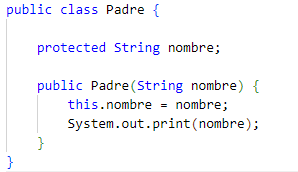 public class Padre {
protected String nombre;
public Padre(String nombre) {
this.nombre = nombre;
System.out.print(nombre);
}
}